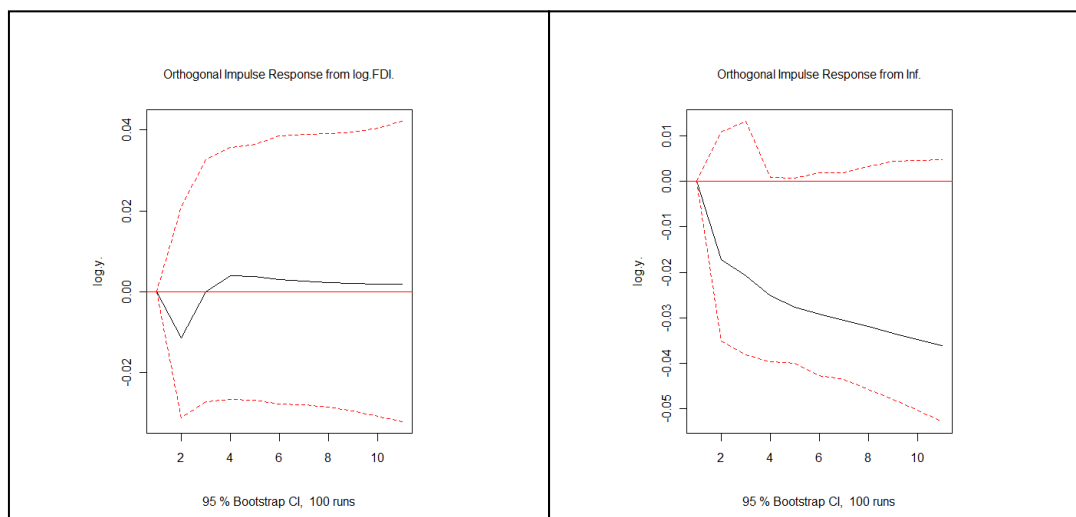 Orthogonal Impulse Response from log.FDI.
log.y.
0.04
0.02
0.00
-0.02
2 4 6 8 10
95 % Bootstrap CI, 100 runs
Orthogonal Impulse Response from Inf.
log.y.
0.01
0.00
-0.01
-0.02
-0.03
-0.04
-0.05
2 4 6 8 10
95 % Bootstrap CI, 100 runs